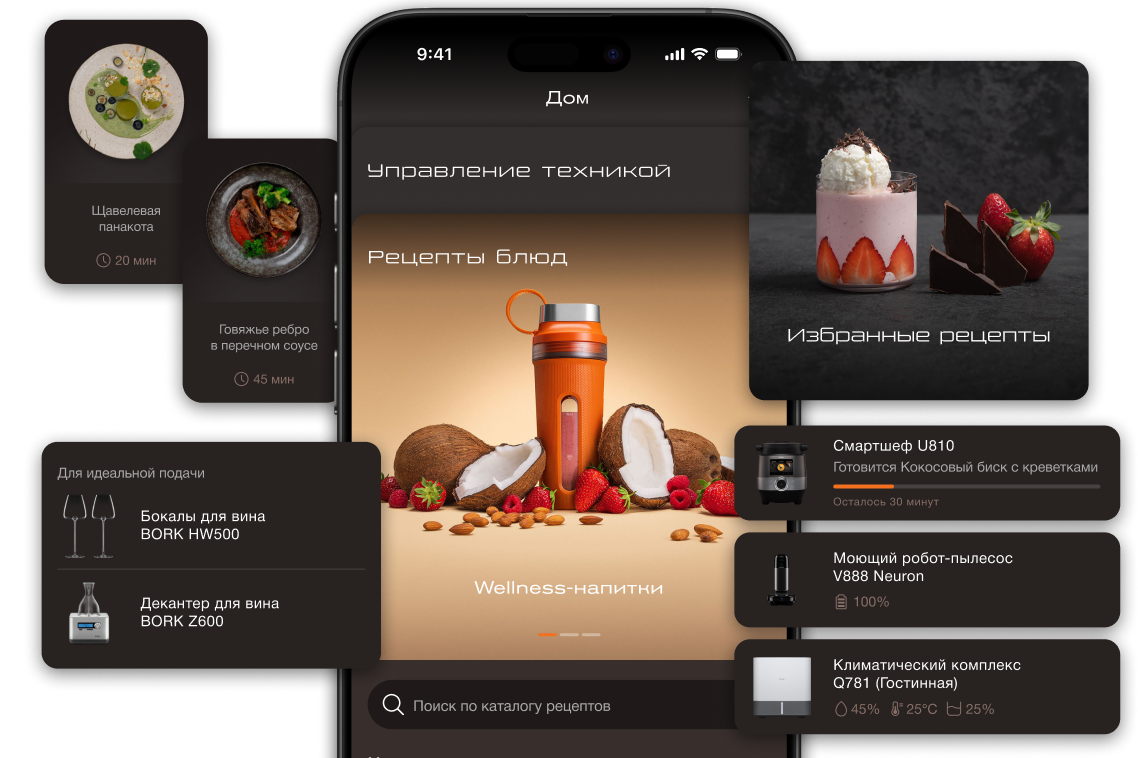 9:41
Дом
Управление техникой
Рецепты блюд
Wellness-напитки
Поиск по каталогу рецептов
Щавелевая
панакота
20 мин
Говяжье ребро
в перечном соусе
45 мин
Для идеальной подачи
Бокалы для вина
BORK HW500
Декантер для вина
BORK Z600
Избранные рецепты
Смартшеф U810
Готовится Кокосовый биск с креветками
Осталось 30 минут
Моющий робот-пылесос
V888 Neuron
100%
Климатический комплекс
Q781 (Гостинная)
45% 25°C 25%